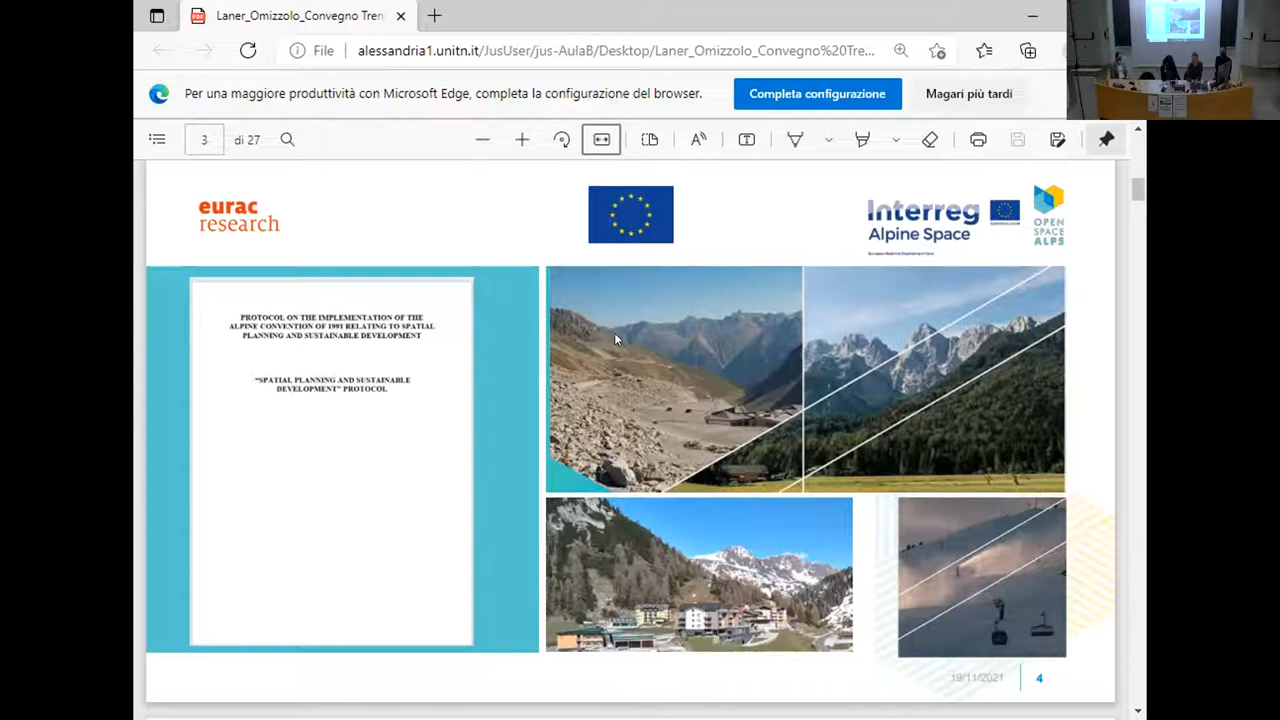 Laner_Omizzolo_Convegno Tren
File
alessandria1.unitn.it/JusUser/jus-AulaB/Desktop/Laner_Omizzolo_Convegno%20Tre...
Per una maggiore produttività con Microsoft Edge, completa la configurazione del browser.
Completa configurazione
Magari più tardi
3 di 27
eurac
research
Interreg
Alpine Space
OPEN
SPACE
ALPS
PROTOCOL ON THE IMPLEMENTATION OF THE
ALPINE CONVENTION OF 1991 RELATING TO SPATIAL
PLANNING AND SUSTAINABLE DEVELOPMENT
“SPATIAL PLANNING AND SUSTAINABLE
DEVELOPMENT” PROTOCOL
19/11/2021
4